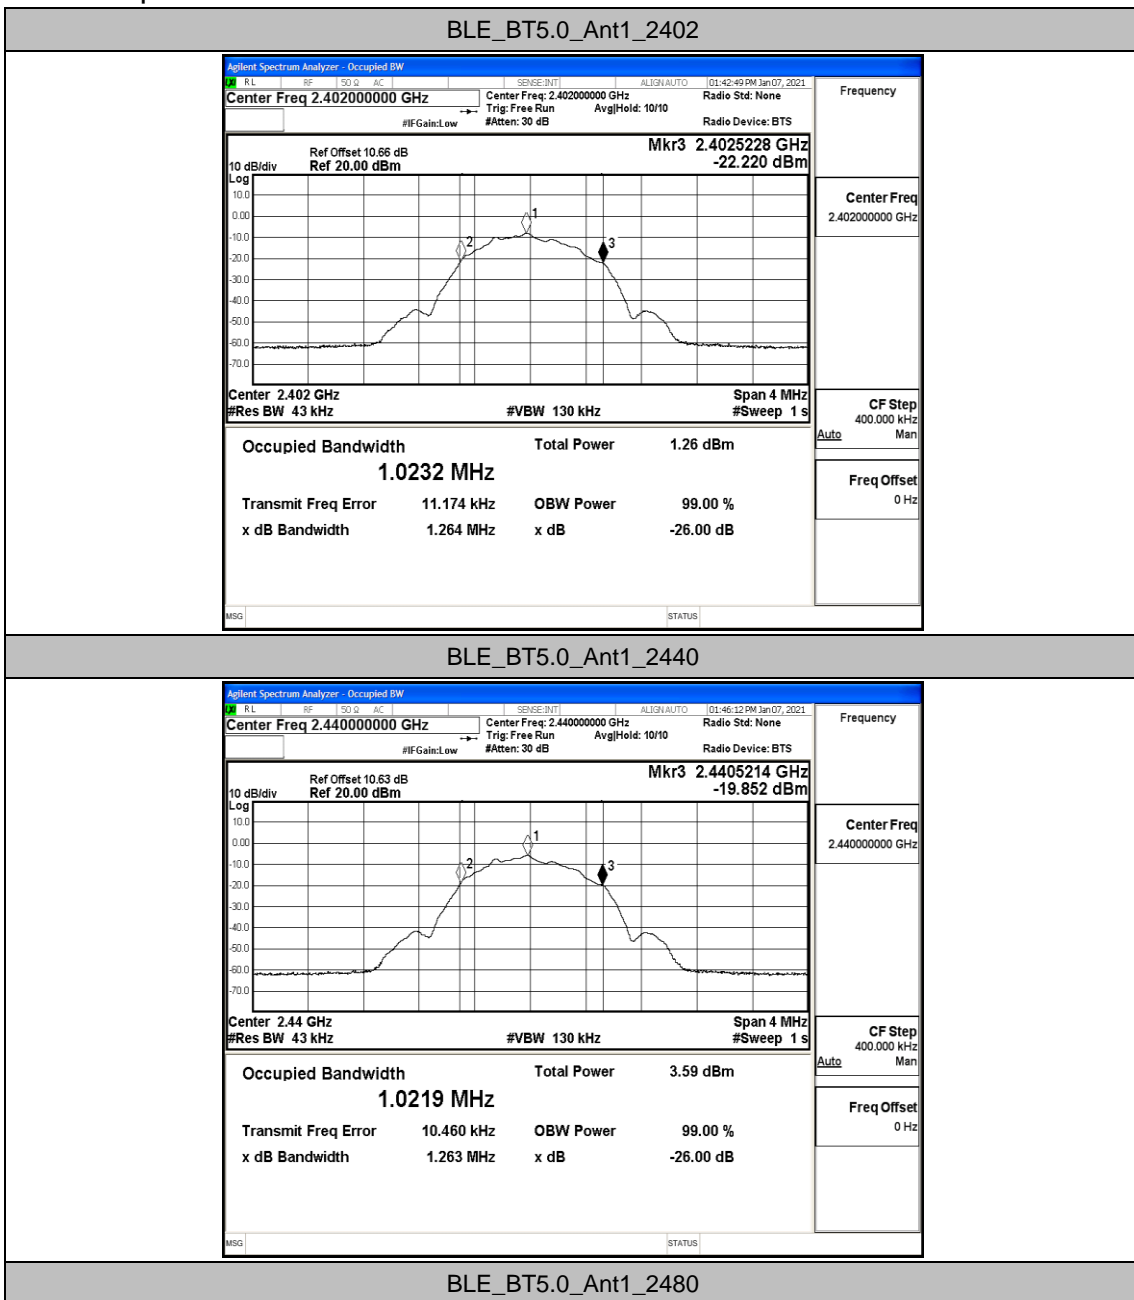 BLE_BT5.0_Ant1_2402
Agilent Spectrum Analyzer - Occupied BW
RL RF 50 Ω AC SENSE:INT ALIGN AUTO 01:42:49 PM Jan 07, 2021
Center Freq 2.402000000 GHz
Center Freq: 2.402000000 GHz
Radio Std: None
Trig: Free Run Avg|Hold: 10/10
#IFGain:Low #Atten: 30 dB Radio Device: BTS
Frequency
Mkr3 2.4025228 GHz
-22.220 dBm
Ref Offset 10.66 dB
10 dB/div Ref 20.00 dBm
Log
10.0
0.00
-10.0
-20.0
-30.0
-40.0
-50.0
-60.0
-70.0
1
2
3
Center 2.402 GHz Span 4 MHz
#Res BW 43 kHz #VBW 130 kHz #Sweep 1 s
Center Freq
2.402000000 GHz
CF Step
400.000 kHz
Auto Man
Freq Offset
0 Hz
Occupied Bandwidth Total Power 1.26 dBm
1.0232 MHz
Transmit Freq Error 11.174 kHz OBW Power 99.00 %
x dB Bandwidth 1.264 MHz x dB -26.00 dB
MSG STATUS
BLE_BT5.0_Ant1_2440
Agilent Spectrum Analyzer - Occupied BW
RL RF 50 Ω AC SENSE:INT ALIGN AUTO 01:46:12 PM Jan 07, 2021
Center Freq 2.440000000 GHz
Center Freq: 2.440000000 GHz
Radio Std: None
Trig: Free Run Avg|Hold: 10/10
#IFGain:Low #Atten: 30 dB Radio Device: BTS
Frequency
Mkr3 2.4405214 GHz
-19.852 dBm
Ref Offset 10.63 dB
10 dB/div Ref 20.00 dBm
Log
10.0
0.00
-10.0
-20.0
-30.0
-40.0
-50.0
-60.0
-70.0
1
2
3
Center 2.44 GHz Span 4 MHz
#Res BW 43 kHz #VBW 130 kHz #Sweep 1 s
Center Freq
2.440000000 GHz
CF Step
400.000 kHz
Auto Man
Freq Offset
0 Hz
Occupied Bandwidth Total Power 3.59 dBm
1.0219 MHz
Transmit Freq Error 10.460 kHz OBW Power 99.00 %
x dB Bandwidth 1.263 MHz x dB -26.00 dB
MSG STATUS
BLE_BT5.0_Ant1_2480